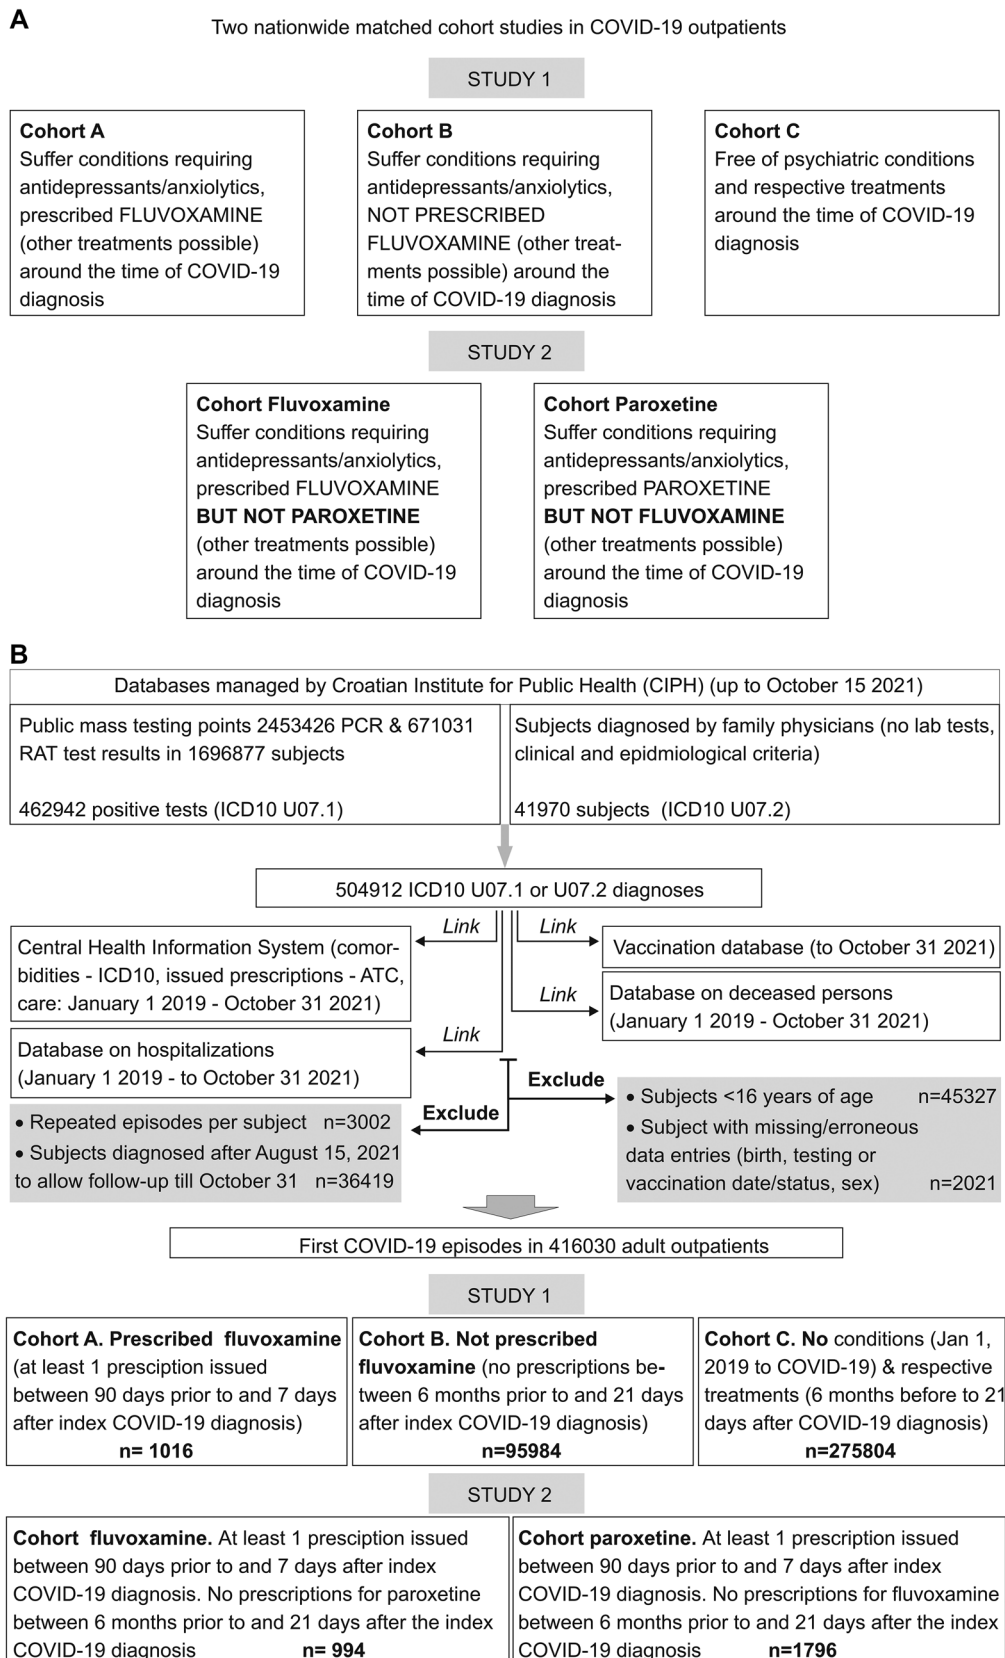 A
Two nationwide matched cohort studies in COVID-19 outpatients
STUDY 1
Cohort A
Suffer conditions requiring
antidepressants/anxiolytics,
prescribed FLUVOXAMINE
(other treatments possible)
around the time of COVID-19
diagnosis
Cohort B
Suffer conditions requiring
antidepressants/anxiolytics,
NOT PRESCRIBED
FLUVOXAMINE (other treat-
ments possible) around the
time of COVID-19 diagnosis
Cohort C
Free of psychiatric conditions
and respective treatments
around the time of COVID-19
diagnosis
STUDY 2
Cohort Fluvoxamine
Suffer conditions requiring
antidepressants/anxiolytics,
prescribed FLUVOXAMINE
BUT NOT PAROXETINE
(other treatments possible)
around the time of COVID-19
diagnosis
Cohort Paroxetine
Suffer conditions requiring
antidepressants/anxiolytics,
prescribed PAROXETINE
BUT NOT FLUVOXAMINE
(other treatments possible)
around the time of COVID-19
diagnosis
B
Databases managed by Croatian Institute for Public Health (CIPH) (up to October 15 2021)
Public mass testing points 2453426 PCR & 671031
RAT test results in 1696877 subjects
462942 positive tests (ICD10 U07.1)
Subjects diagnosed by family physicians (no lab tests,
clinical and epidmiological criteria)
41970 subjects (ICD10 U07.2)
504912 ICD10 U07.1 or U07.2 diagnoses
Link
Link
Central Health Information System (comor-
bidities - ICD10, issued prescriptions - ATC,
care: January 1 2019 - October 31 2021)
Vaccination database (to October 31 2021)
Link
Database on deceased persons
(January 1 2019 - October 31 2021)
Link
Database on hospitalizations
(January 1 2019 - to October 31 2021)
Exclude
Exclude
• Repeated episodes per subject n=3002
• Subjects diagnosed after August 15, 2021
to allow follow-up till October 31 n=36419
• Subjects <16 years of age n=45327
• Subject with missing/erroneous
data entries (birth, testing or
vaccination date/status, sex) n=2021
First COVID-19 episodes in 416030 adult outpatients
STUDY 1
Cohort A. Prescribed fluvoxamine
(at least 1 presciption issued
between 90 days prior to and 7 days
after index COVID-19 diagnosis)
n= 1016
Cohort B. Not prescribed
fluvoxamine (no prescriptions be-
tween 6 months prior to and 21 days
after index COVID-19 diagnosis)
n=95984
Cohort C. No conditions (Jan 1,
2019 to COVID-19) & respective
treatments (6 months before to 21
days after COVID-19 diagnosis)
n=275804
STUDY 2
Cohort fluvoxamine. At least 1 presciption issued
between 90 days prior to and 7 days after index
COVID-19 diagnosis. No prescriptions for paroxetine
between 6 months prior to and 21 days after the index
COVID-19 diagnosis n= 994
Cohort paroxetine. At least 1 prescription issued
between 90 days prior to and 7 days after index
COVID-19 diagnosis. No prescriptions for fluvoxamine
between 6 months prior to and 21 days after the index
COVID-19 diagnosis n=1796